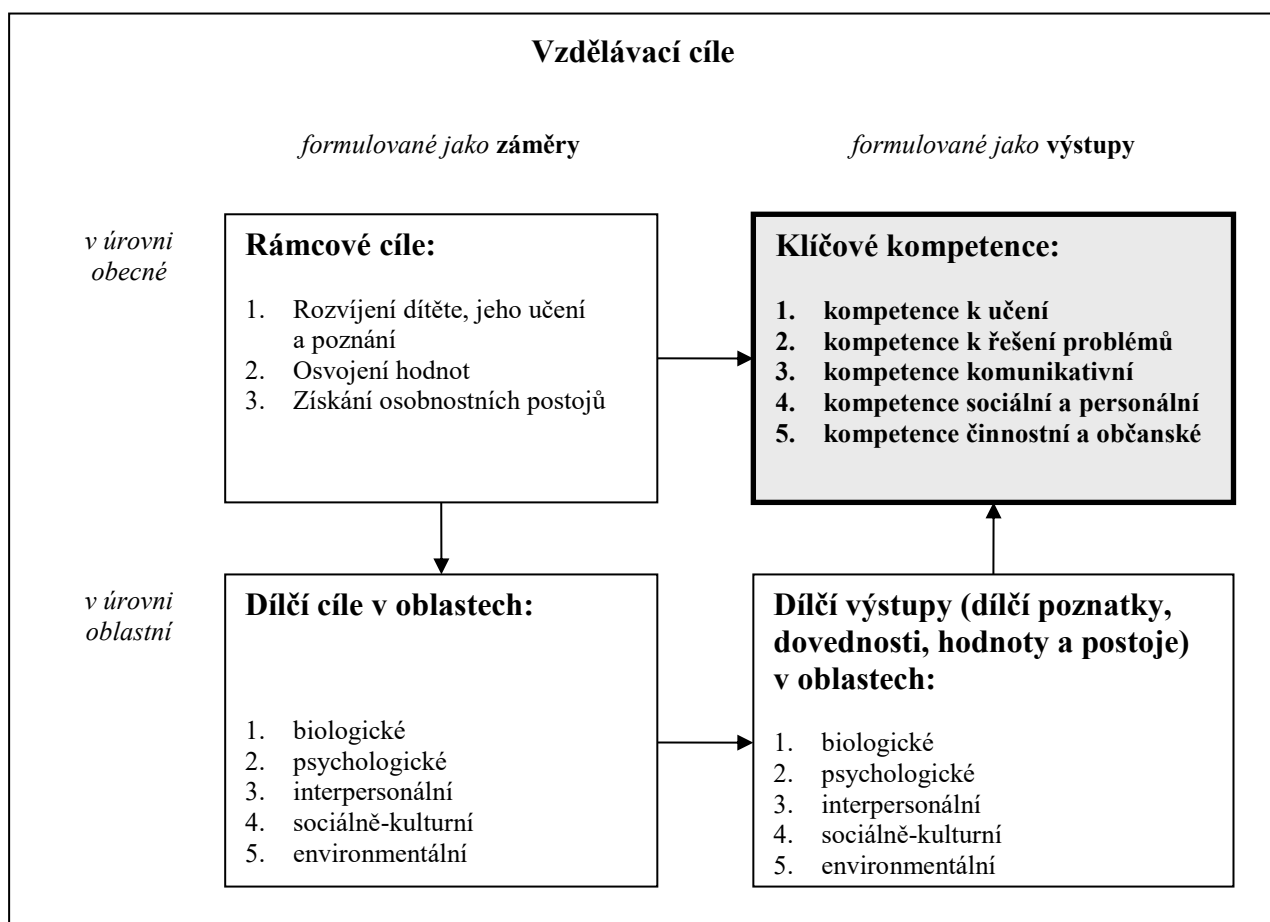 Vzdělávací cíle
formulované jako záměry
formulované jako výstupy
v úrovni
obecné
Rámcové cíle:
1. Rozvíjení dítěte, jeho učení
a poznání
2. Osvojení hodnot
3. Získání osobnostních postojů
Klíčové kompetence:
1. kompetence k učení
2. kompetence k řešení problémů
3. kompetence komunikativní
4. kompetence sociální a personální
5. kompetence činnostní a občanské
v úrovni
oblastní
Dílčí cíle v oblastech:
1. biologické
2. psychologické
3. interpersonální
4. sociálně-kulturní
5. environmentální
Dílčí výstupy (dílčí poznatky,
dovednosti, hodnoty a postoje)
v oblastech:
1. biologické
2. psychologické
3. interpersonální
4. sociálně-kulturní
5. environmentální